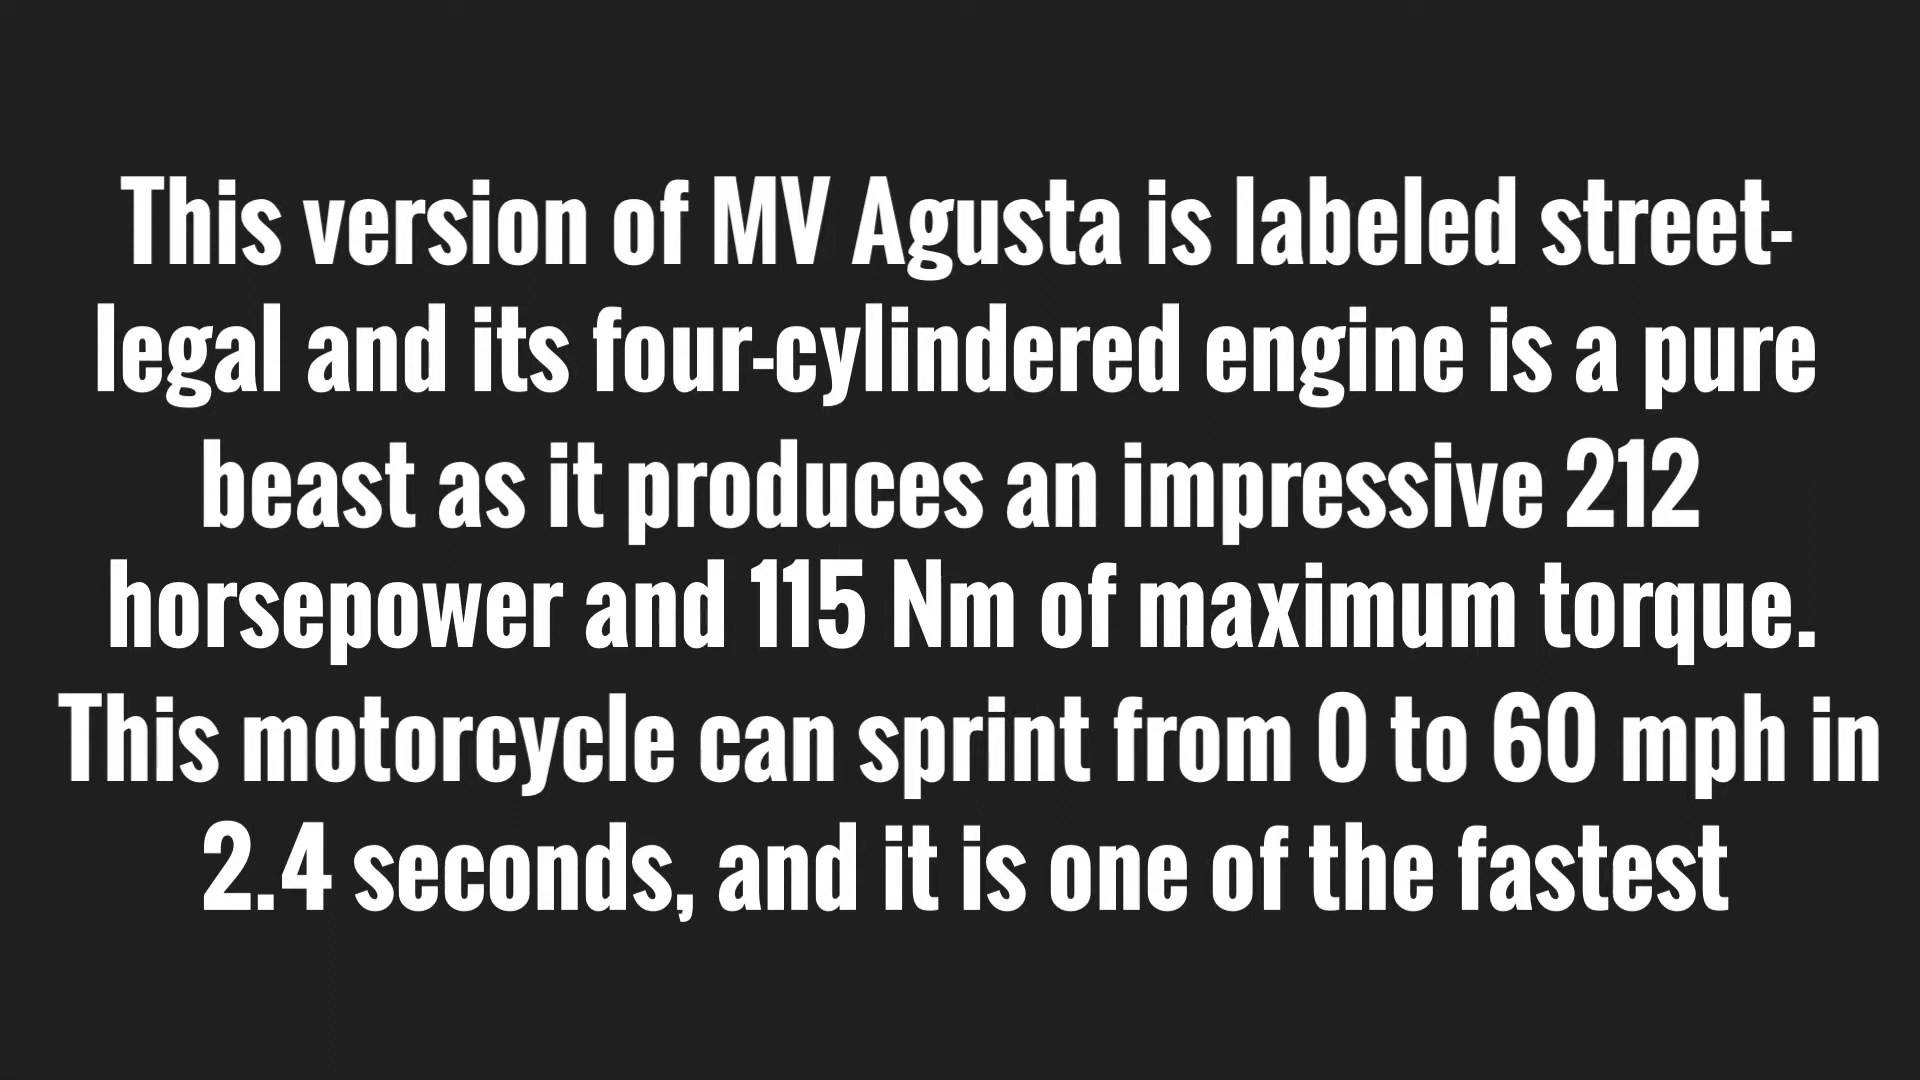 This version of MV Agusta is labeled street-
legal and its four-cylindered engine is a pure
beast as it produces an impressive 212
horsepower and 115 Nm of maximum torque.
This motorcycle can sprint from 0 to 60 mph in
2.4 seconds, and it is one of the fastest